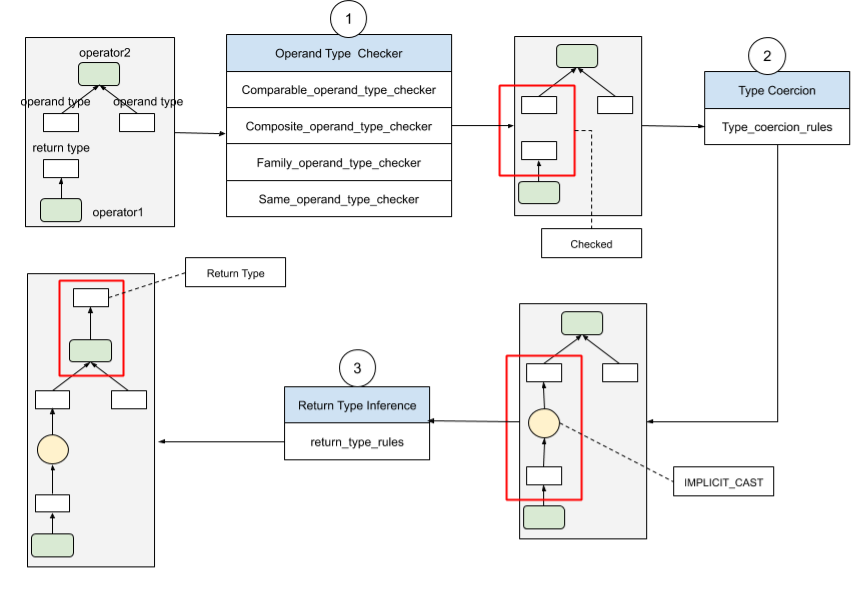 1
operator2
operand type
operand type
return type
operator1
Operand Type Checker
Comparable_operand_type_checker
Composite_operand_type_checker
Family_operand_type_checker
Same_operand_type_checker
Checked
2
Type Coercion
Type_coercion_rules
IMPLICIT_CAST
3
Return Type Inference
return_type_rules
Return Type